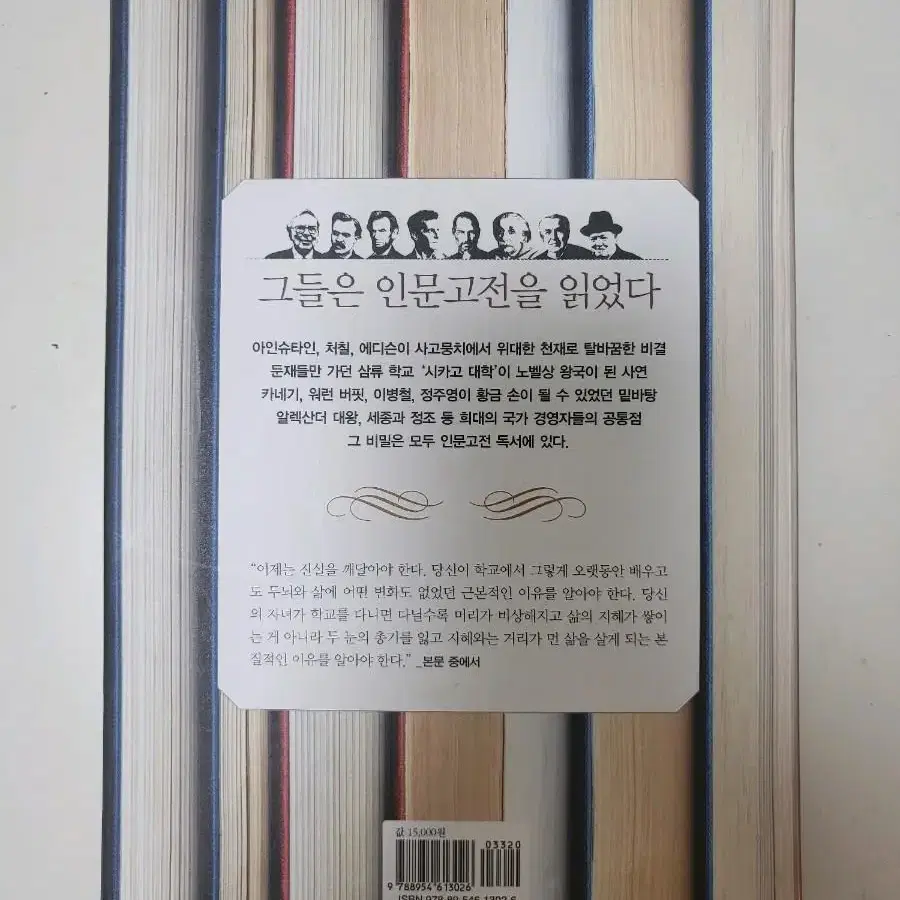 그들은 인문고전을 읽었다
아인슈타인, 처칠, 에디슨이 사고뭉치에서 위대한 천재로 탈바꿈한 비결
둔재들만 가던 삼류 학교 '시카고 대학'이 노벨상 왕국이 된 사연
카네기, 워런 버핏, 이병철, 정주영이 황금 손이 될 수 있었던 밑바탕
알렉산더 대왕, 세종과 정조 등 희대의 국가 경영자들의 공통점
그 비밀은 모두 인문고전 독서에 있다.
“이제는 진실을 깨달아야 한다. 당신이 학교에서 그렇게 오랫동안 배우고
도 두뇌와 삶에 어떤 변화도 없었던 근본적인 이유를 알아야 한다. 당신
의 자녀가 학교를 다니면 다닐수록 머리가 비상해지고 삶의 지혜가 쌓이
는 게 아니라 두 눈의 총기를 잃고 지혜와는 거리가 먼 삶을 살게 되는 본
질적인 이유를 알아야 한다.” _본문 중에서
값 15,000원
03320
9 788954 613026
ISBN 978-89-546-1302-6